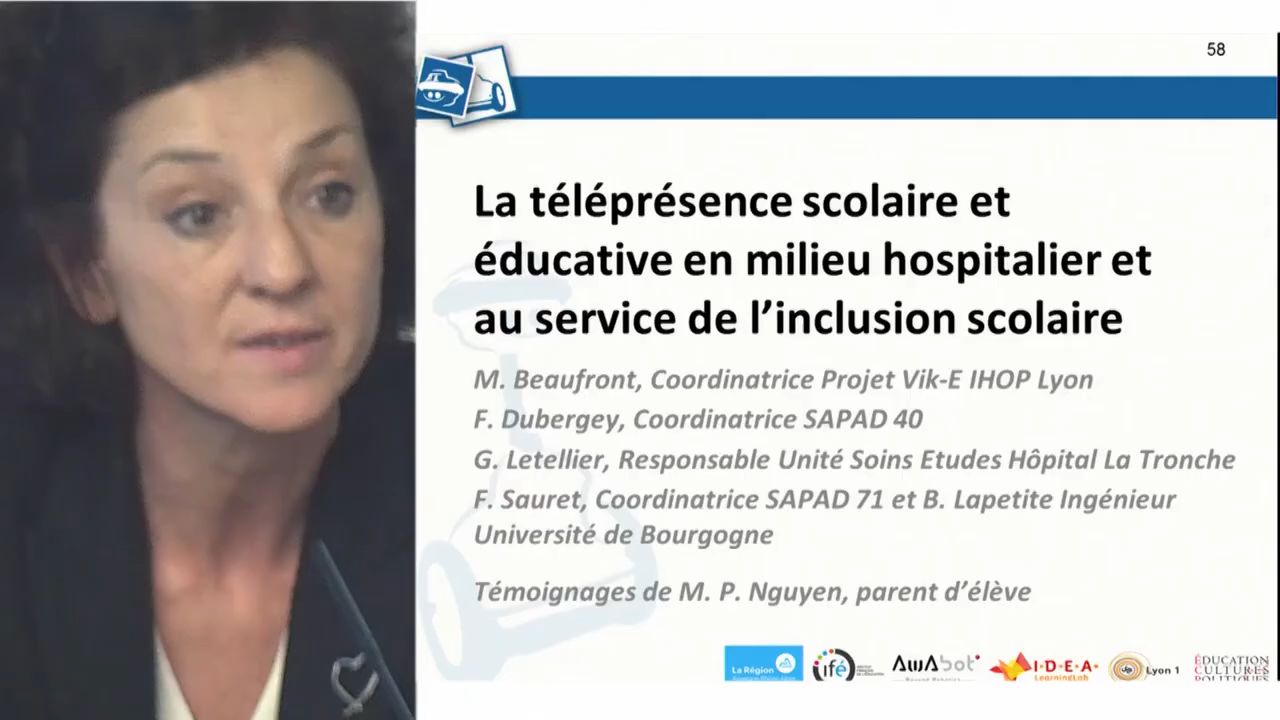 58
La téléprésence scolaire et
éducative en milieu hospitalier et
au service de l’inclusion scolaire
M. Beaufront, Coordinatrice Projet Vik-E IHOP Lyon
F. Dubergey, Coordinatrice SAPAD 40
G. Letellier, Responsable Unité Soins Etudes Hôpital La Tronche
F. Sauret, Coordinatrice SAPAD 71 et B. Lapetite Ingénieur
Université de Bourgogne
Témoignages de M. P. Nguyen, parent d’élève
La Région
ifé
AwAbot
I·D·E·A·
LearningLab
Lyon 1
ÉDUCATION
CULTURES
POLITIQUES